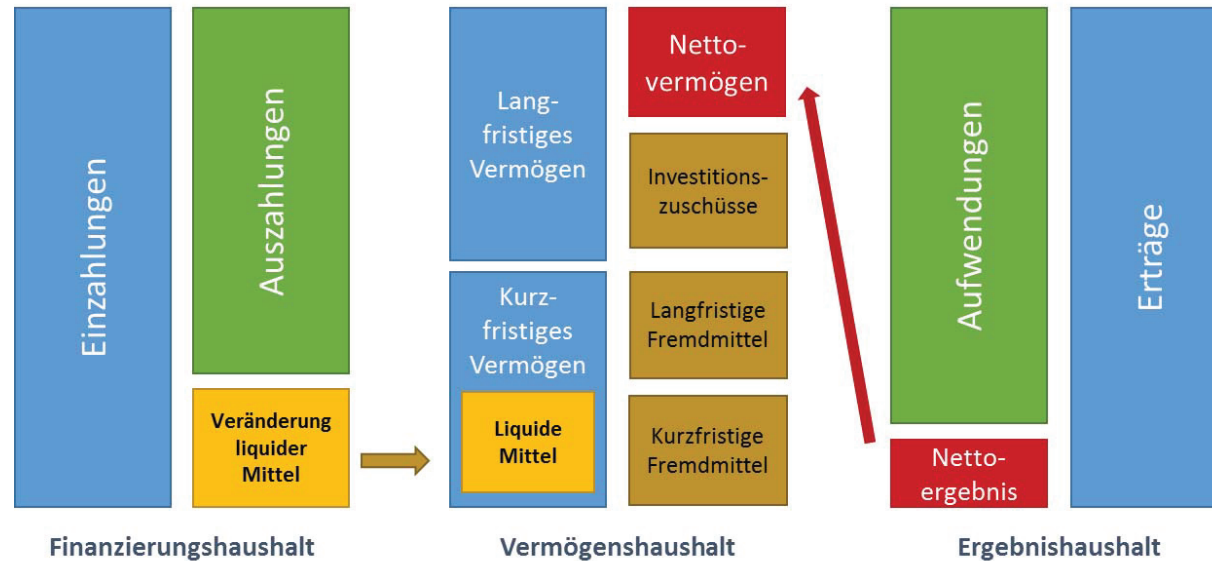 Einzahlungen
Auszahlungen
Veränderung
liquider
Mittel
Finanzierungshaushalt
Lang-
fristiges
Vermögen
Kurz-
fristiges
Vermögen
Liquide
Mittel
Netto-
vermögen
Investitions-
zuschüsse
Langfristige
Fremdmittel
Kurzfristige
Fremdmittel
Vermögenshaushalt
Aufwendungen
Netto-
ergebnis
Erträge
Ergebnishaushalt